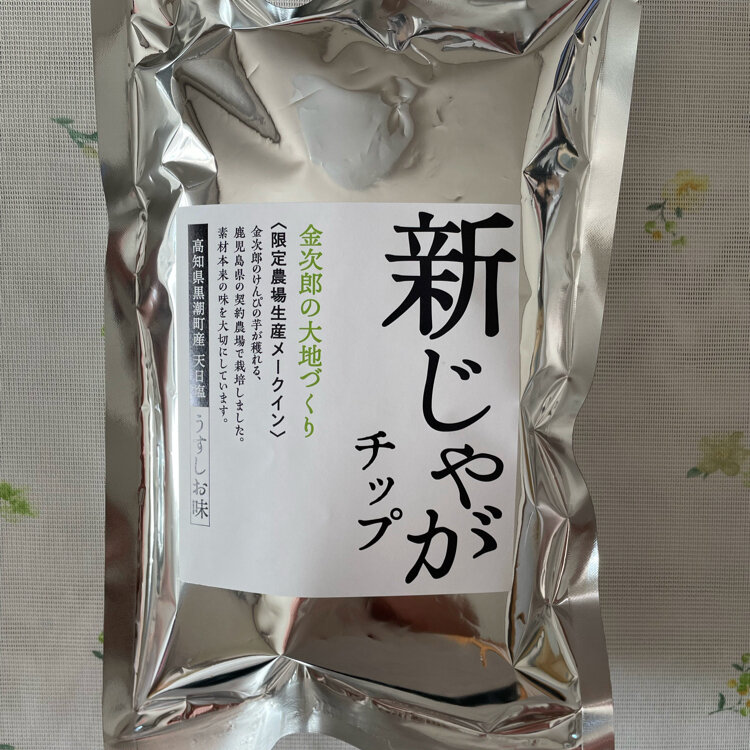 新じゃが
チップ
金次郎の大地づくり
〈限定農場生産メークイン〉
金次郎のけんぴの芋が穫れる、
鹿児島県の契約農場で栽培しました。
素材本来の味を大切にしています。
高知県黒潮町産 天日塩
うすしお味